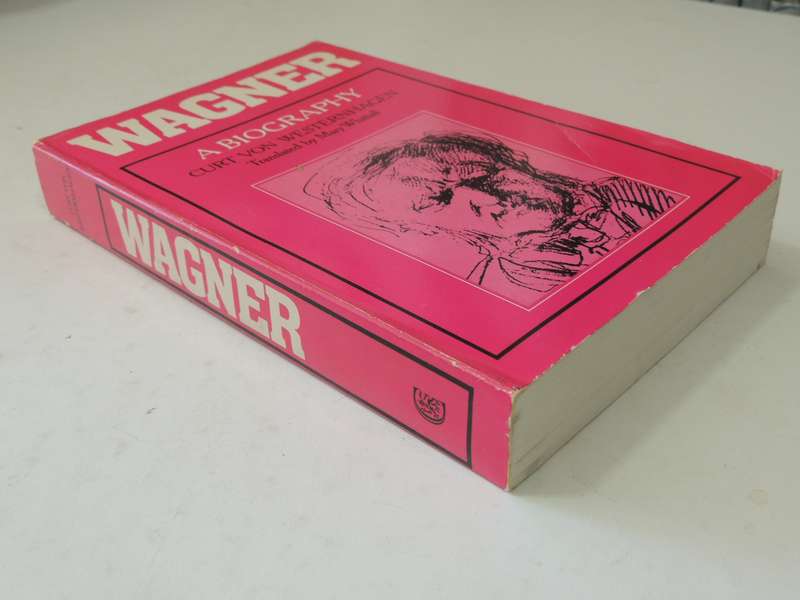 WAGNER
A BIOGRAPHY
CURT VON WESTERNHAGEN
Translated by Mary Whittall
WAGNER